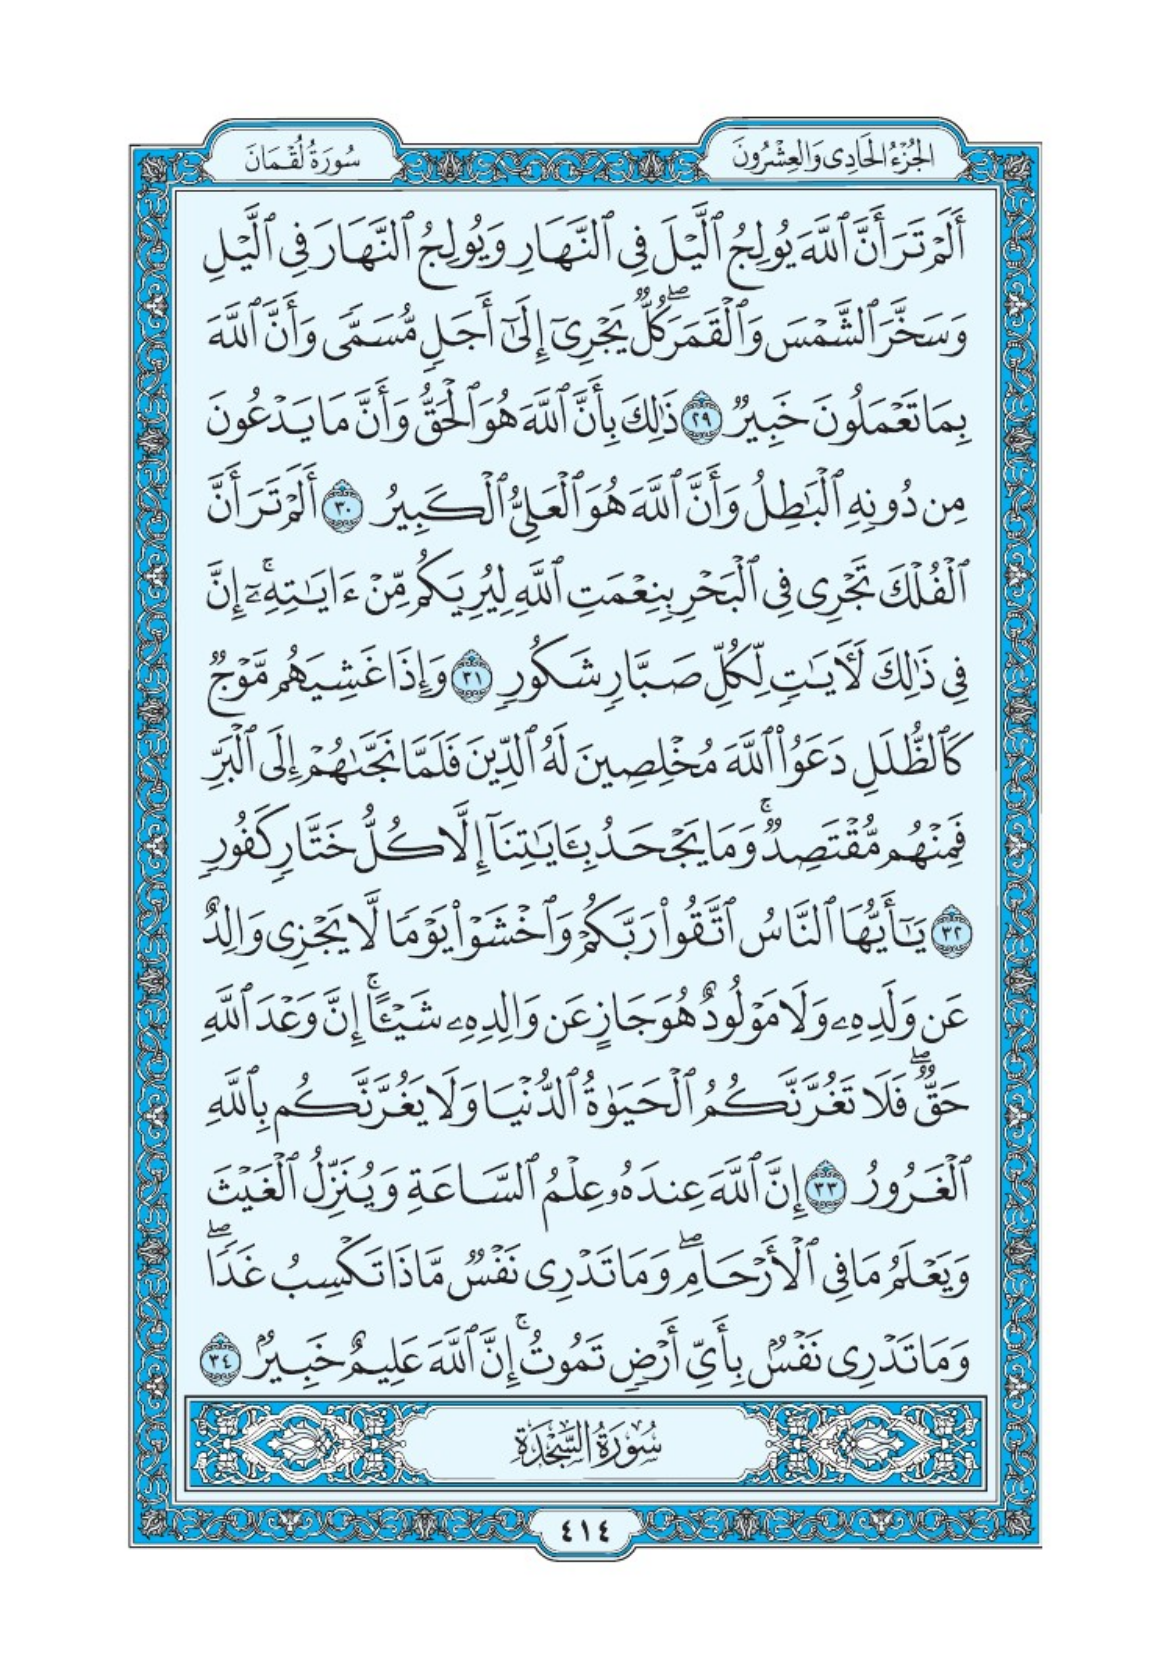 الجُزْءُ الحَادِى وَالعِشْرُونَ
سُورَةُ لُقْمَانَ
أَلَمْ تَرَ أَنَّ ٱللَّهَ يُولِجُ ٱلَّيْلَ فِى ٱلنَّهَارِ وَيُولِجُ ٱلنَّهَارَ فِى ٱلَّيْلِ
وَسَخَّرَ ٱلشَّمْسَ وَٱلْقَمَرَۖ كُلٌّ يَجْرِىٓ إِلَىٰٓ أَجَلٍ مُّسَمًّى وَأَنَّ ٱللَّهَ
بِمَا تَعْمَلُونَ خَبِيرٌ ٢٩ ذَٰلِكَ بِأَنَّ ٱللَّهَ هُوَ ٱلْحَقُّ وَأَنَّ مَا يَدْعُونَ
مِن دُونِهِ ٱلْبَٰطِلُ وَأَنَّ ٱللَّهَ هُوَ ٱلْعَلِىُّ ٱلْكَبِيرُ ٣٠ أَلَمْ تَرَ أَنَّ
ٱلْفُلْكَ تَجْرِى فِى ٱلْبَحْرِ بِنِعْمَتِ ٱللَّهِ لِيُرِيَكُم مِّنْ ءَايَٰتِهِۦٓۚ إِنَّ
فِى ذَٰلِكَ لَأٓيَٰتٍ لِّكُلِّ صَبَّارٍ شَكُورٍ ٣١ وَإِذَا غَشِيَهُم مَّوْجٌ
كَٱلظُّلَلِ دَعَوُا۟ ٱللَّهَ مُخْلِصِينَ لَهُ ٱلدِّينَ فَلَمَّا نَجَّىٰهُمْ إِلَى ٱلْبَرِّ
فَمِنْهُم مُّقْتَصِدٌۚ وَمَا يَجْحَدُ بِـَٔايَٰتِنَآ إِلَّا كُلُّ خَتَّارٍ كَفُورٍ
٣٢ يَٰٓأَيُّهَا ٱلنَّاسُ ٱتَّقُوا۟ رَبَّكُمْ وَٱخْشَوْا۟ يَوْمًا لَّا يَجْزِى وَالِدٌ
عَن وَلَدِهِۦ وَلَا مَوْلُودٌ هُوَ جَازٍ عَن وَالِدِهِۦ شَيْـًٔاۚ إِنَّ وَعْدَ ٱللَّهِ
حَقٌّۖ فَلَا تَغُرَّنَّكُمُ ٱلْحَيَوٰةُ ٱلدُّنْيَا وَلَا يَغُرَّنَّكُم بِٱللَّهِ
ٱلْغَرُورُ ٣٣ إِنَّ ٱللَّهَ عِندَهُۥ عِلْمُ ٱلسَّاعَةِ وَيُنَزِّلُ ٱلْغَيْثَ
وَيَعْلَمُ مَا فِى ٱلْأَرْحَامِۖ وَمَا تَدْرِى نَفْسٌ مَّاذَا تَكْسِبُ غَدًاۖ
وَمَا تَدْرِى نَفْسٌۢ بِأَىِّ أَرْضٍ تَمُوتُۚ إِنَّ ٱللَّهَ عَلِيمٌ خَبِيرٌۢ ٣٤
سُورَةُ السَّجْدَةِ
٤١٤